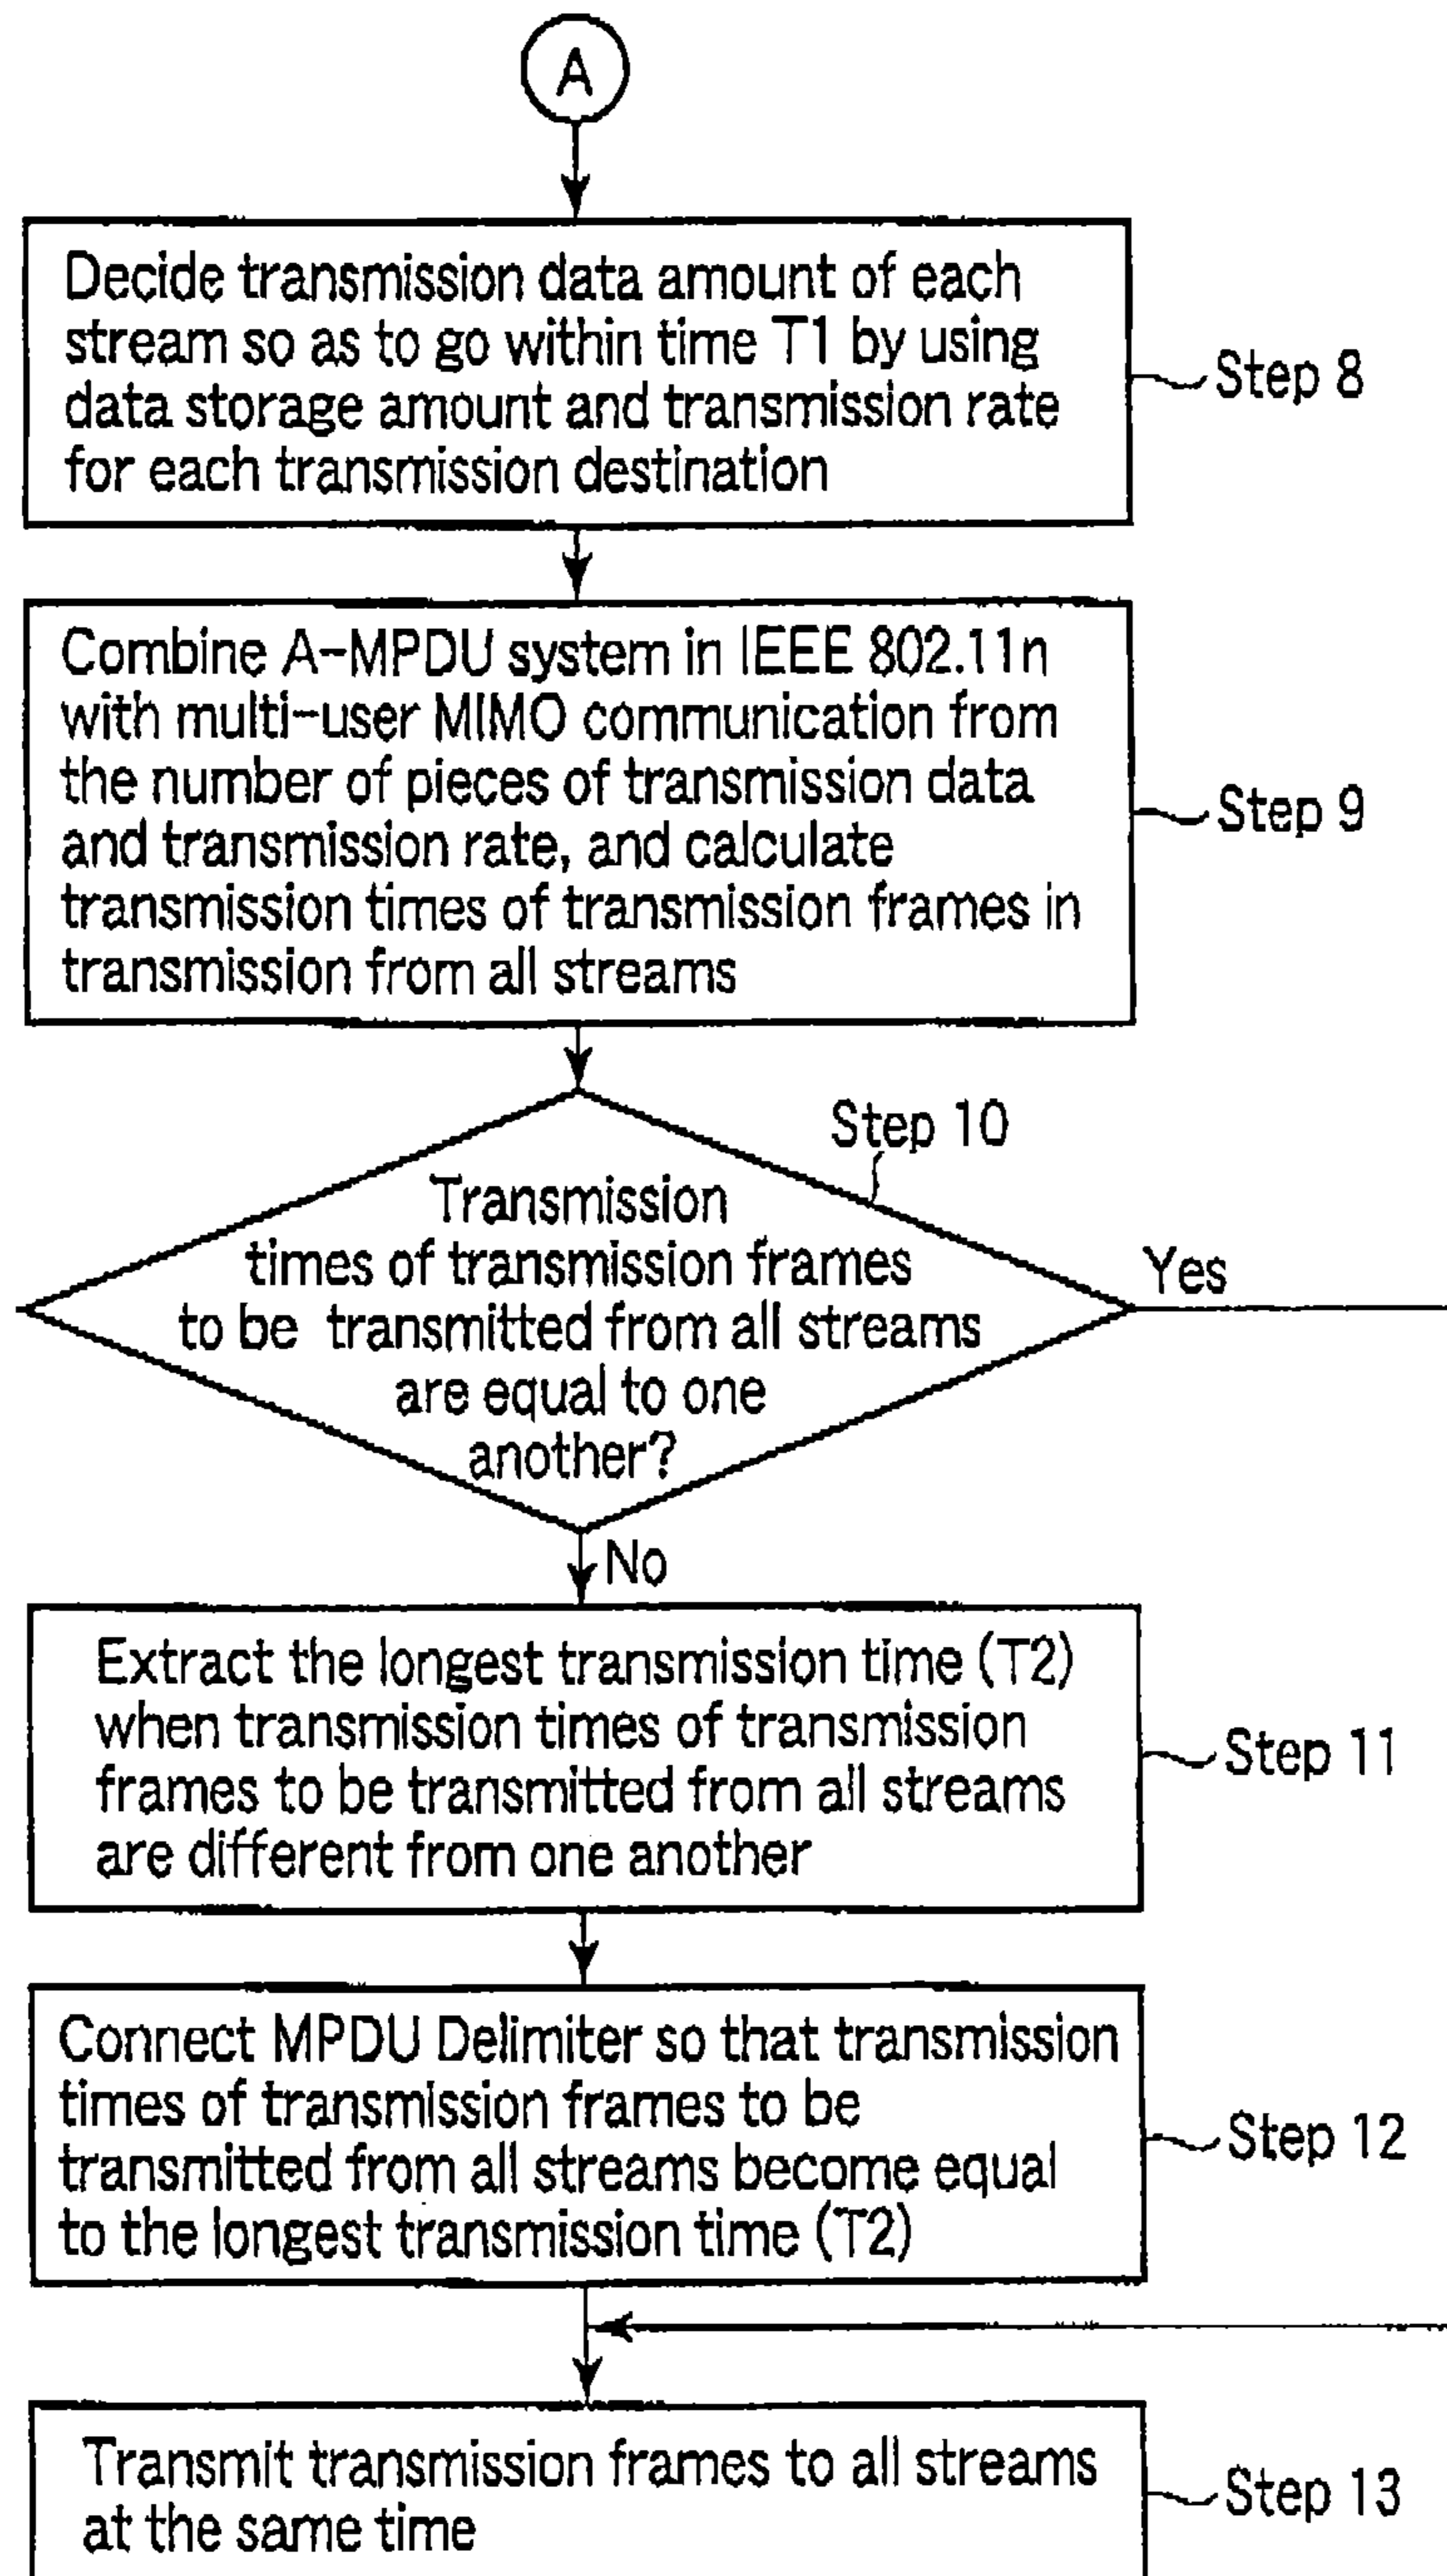 A
Decide transmission data amount of each
stream so as to go within time T1 by using
data storage amount and transmission rate
for each transmission destination
Step 8
Combine A-MPDU system in IEEE 802.11n
with multi-user MIMO communication from
the number of pieces of transmission data
and transmission rate, and calculate
transmission times of transmission frames in
transmission from all streams
Step 9
Step 10
Transmission
times of transmission frames
to be transmitted from all streams
are equal to one
another?
Yes
No
Extract the longest transmission time (T2)
when transmission times of transmission
frames to be transmitted from all streams
are different from one another
Step 11
Connect MPDU Delimiter so that transmission
times of transmission frames to be
transmitted from all streams become equal
to the longest transmission time (T2)
Step 12
Transmit transmission frames to all streams
at the same time
Step 13